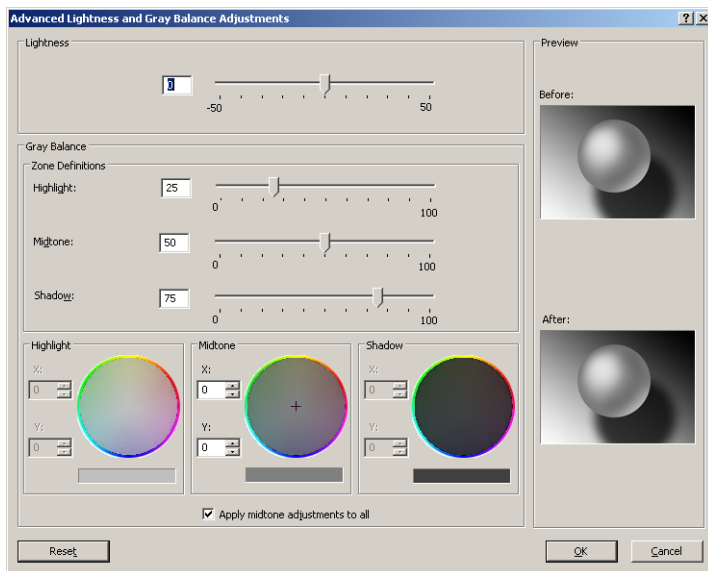 Advanced Lightness and Gray Balance Adjustments
Lightness
0
-50 50
Gray Balance
Zone Definitions
Highlight: 25
0 100
Midtone: 50
0 100
Shadow: 75
0 100
Highlight
X:
0
Y:
0
Midtone
X:
0
Y:
0
Shadow
X:
0
Y:
0
Apply midtone adjustments to all
Preview
Before:
After:
Reset OK Cancel